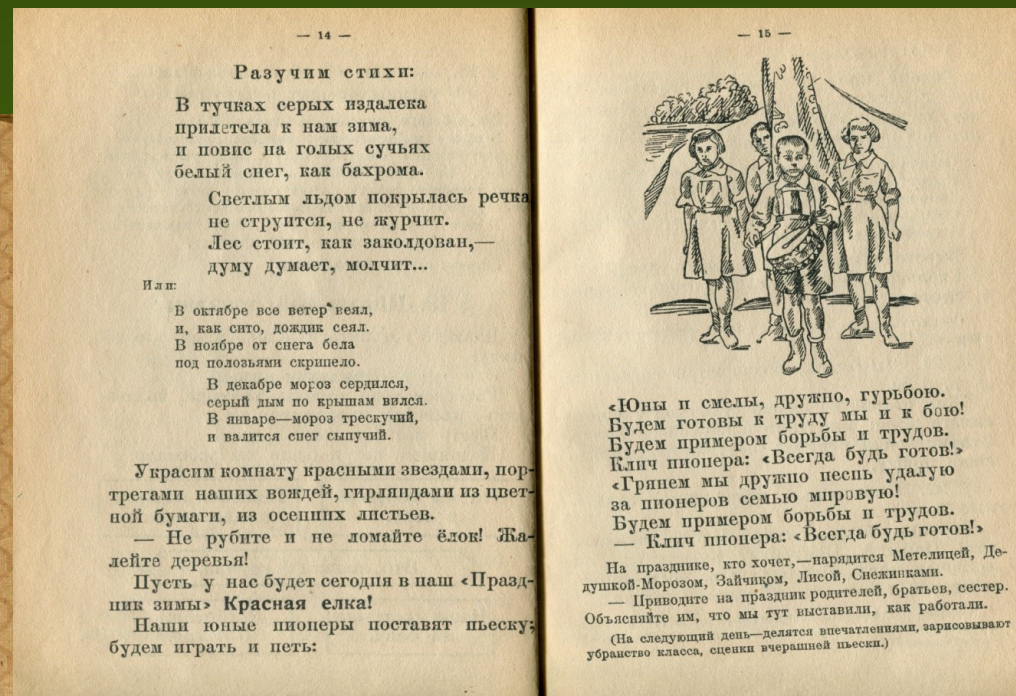 — 14 —
Разучим стихи:
В тучках серых издалека
прилетела к нам зима,
и повис на голых сучьях
белый снег, как бахрома.
Светлым льдом покрылась речка
не струится, не журчит.
Лес стоит, как заколдован,—
думу думает, молчит...
Или:
В октябре все ветер веял,
и, как сито, дождик сеял.
В ноябре от снега бела
под полозьями скрипело.
В декабре мороз сердился,
серый дым по крышам вился.
В январе—мороз трескучий,
и валится снег сыпучий.
Украсим комнату красными звездами, пор-
третами наших вождей, гирляндами из цвет-
ной бумаги, из осенних листьев.
— Не рубите и не ломайте ёлок! Жа-
лейте деревья!
Пусть у нас будет сегодня в наш «Празд-
ник зимы» Красная елка!
Наши юные пионеры поставят пьеску;
будем играть и петь:
— 15 —
«Юны и смелы, дружно, гурьбою.
Будем готовы к труду мы и к бою!
Будем примером борьбы и трудов.
Клич пионера: «Всегда будь готов!»
«Грянем мы дружно песнь удалую
за пионеров семью мировую!
Будем примером борьбы и трудов.
— Клич пионера: «Всегда будь готов!»
На празднике, кто хочет,—нарядится Метелицей, Де-
душкой-Морозом, Зайчиком, Лисой, Снежинками.
— Приводите на праздник родителей, братьев, сестер.
Объясняйте им, что мы тут выставили, как работали.
(На следующий день—делятся впечатлениями, зарисовывают
убранство класса, сценки вчерашней пьески.)